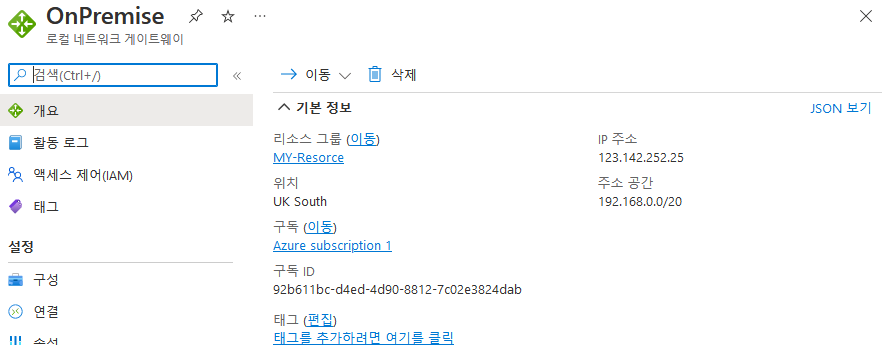 OnPremise
로컬 네트워크 게이트웨이
검색(Ctrl+/)
개요
활동 로그
액세스 제어(IAM)
태그
설정
구성
연결
속성
이동
삭제
기본 정보
JSON 보기
리소스 그룹 (이동)
MY-Resorce
위치
UK South
구독 (이동)
Azure subscription 1
구독 ID
92b611bc-d4ed-4d90-8812-7c02e3824dab
태그 (편집)
태그를 추가하려면 여기를 클릭
IP 주소
123.142.252.25
주소 공간
192.168.0.0/20